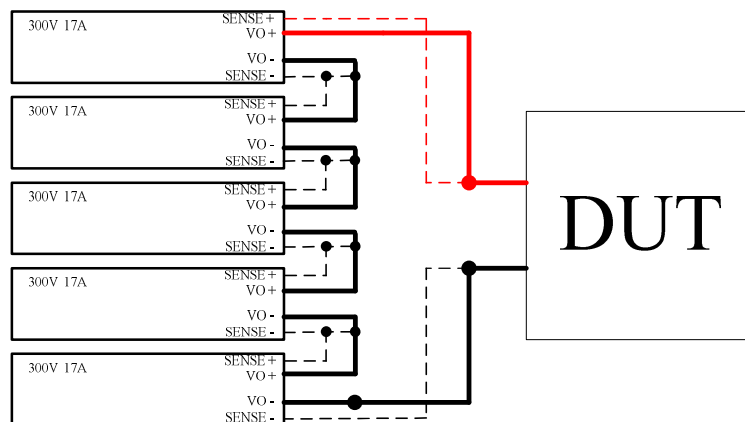 300V 17A
SENSE+
VO+
VO-
SENSE-
300V 17A
SENSE+
VO+
VO-
SENSE-
300V 17A
SENSE+
VO+
VO-
SENSE-
300V 17A
SENSE+
VO+
VO-
SENSE-
300V 17A
SENSE+
VO+
VO-
SENSE-
DUT